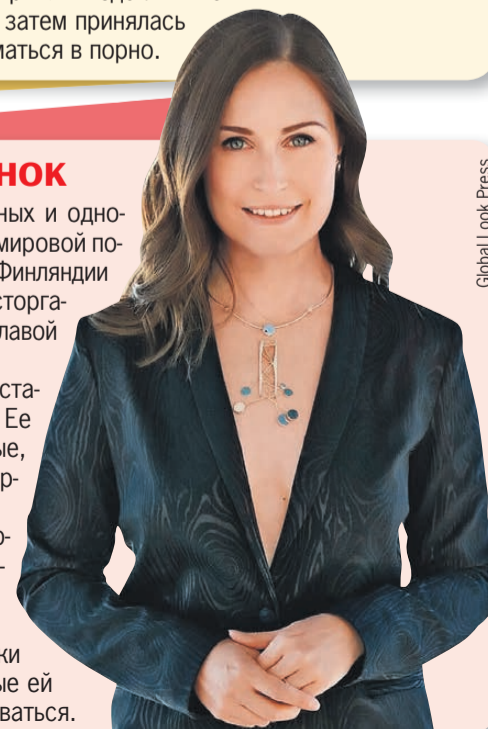 затем принялась
маться в порно.
нок
ных и одно-
мировой по-
Финляндии
сторга-
лавой
ста-
Ее
ые,
р-
о-
-
ки
ые ей
ваться.
Global Look Press